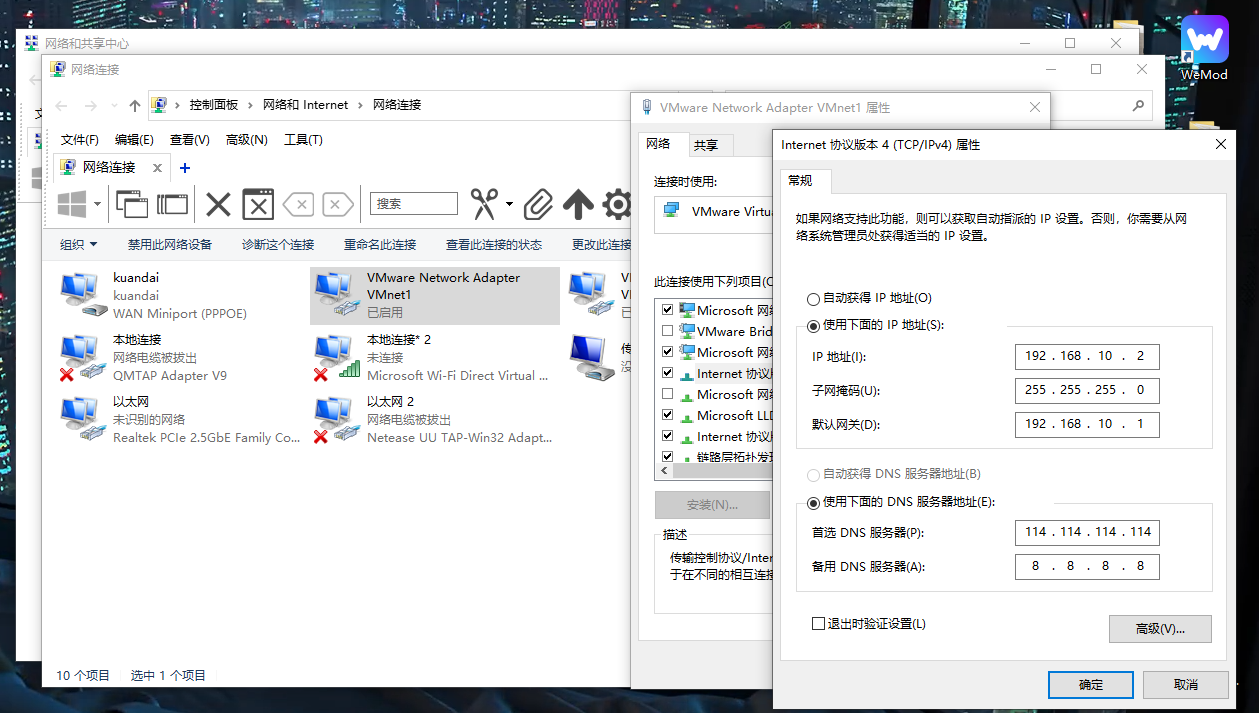 网络和共享中心
网络连接
控制面板 › 网络和 Internet › 网络连接
文件(F) 编辑(E) 查看(V) 高级(N) 工具(T)
网络连接
搜索
组织 禁用此网络设备 诊断这个连接 重命名此连接 查看此连接的状态 更改此连接
kuandai
kuandai
WAN Miniport (PPPOE)
VMware Network Adapter
VMnet1
已启用
本地连接
网络电缆被拔出
QMTAP Adapter V9
本地连接* 2
未连接
Microsoft Wi-Fi Direct Virtual ...
以太网
未识别的网络
Realtek PCIe 2.5GbE Family Co...
以太网 2
网络电缆被拔出
Netease UU TAP-Win32 Adapt...
10 个项目 选中 1 个项目
VMware Network Adapter VMnet1 属性
网络 共享
连接时使用:
VMware Virtu
此连接使用下列项目(
Microsoft 网
VMware Brid
Microsoft 网
Internet 协议
Microsoft 网
Microsoft LLD
Internet 协议
链路层拓扑发现
安装(N)...
描述
传输控制协议/Inter
于在不同的相互连接
Internet 协议版本 4 (TCP/IPv4) 属性
常规
如果网络支持此功能，则可以获取自动指派的 IP 设置。否则，你需要从网
络系统管理员处获得适当的 IP 设置。
自动获得 IP 地址(O)
使用下面的 IP 地址(S):
IP 地址(I): 192 . 168 . 10 . 2
子网掩码(U): 255 . 255 . 255 . 0
默认网关(D): 192 . 168 . 10 . 1
自动获得 DNS 服务器地址(B)
使用下面的 DNS 服务器地址(E):
首选 DNS 服务器(P): 114 . 114 . 114 . 114
备用 DNS 服务器(A): 8 . 8 . 8 . 8
退出时验证设置(L)
高级(V)...
确定 取消
WeMod